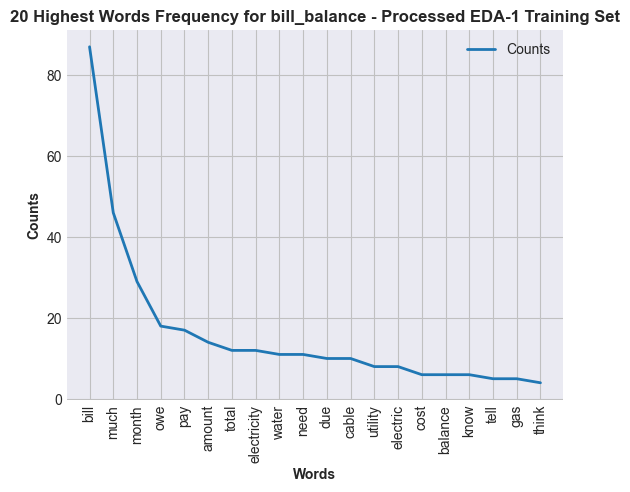 20 Highest Words Frequency for bill_balance - Processed EDA-1 Training Set
Counts
80
60
40
20
0
Counts
bill
much
month
owe
pay
amount
total
electricity
water
need
due
cable
utility
electric
cost
balance
know
tell
gas
think
Words